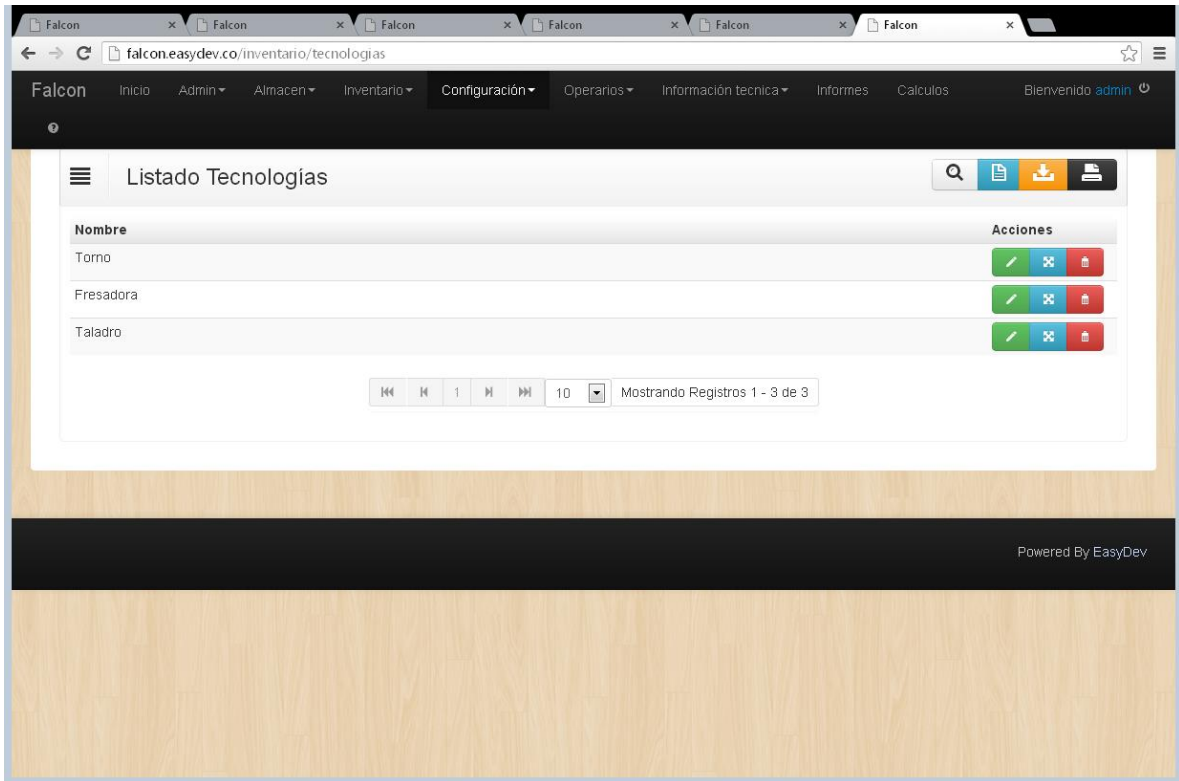 Falcon Falcon Falcon Falcon Falcon Falcon
falcon.easydev.co/inventario/tecnologias
Falcon Inicio Admin Almacen Inventario Configuración Operarios Información tecnica Informes Calculos Bienvenido admin
Listado Tecnologías
Nombre Acciones
Torno
Fresadora
Taladro
1 10 Mostrando Registros 1 - 3 de 3
Powered By EasyDev